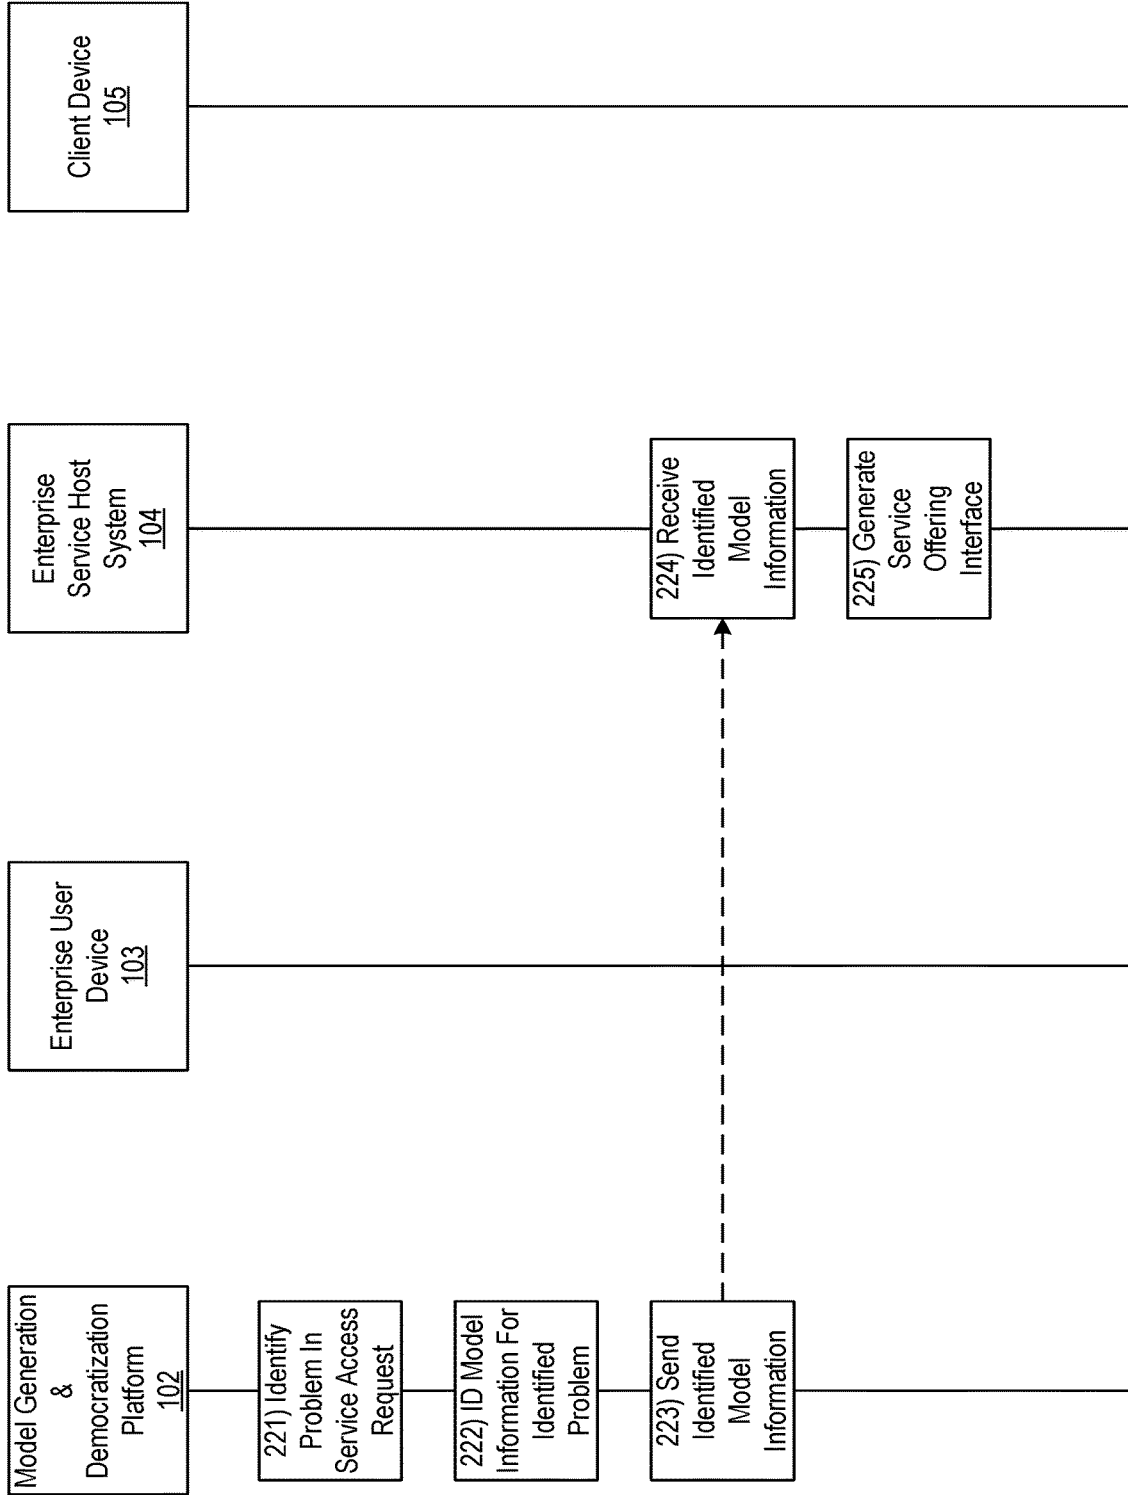 Model Generation
&
Democratization
Platform
102
Enterprise User
Device
103
Enterprise
Service Host
System
104
Client Device
105
221) Identify
Problem In
Service Access
Request
222) ID Model
Information For
Identified
Problem
223) Send
Identified
Model
Information
224) Receive
Identified
Model
Information
225) Generate
Service
Offering
Interface